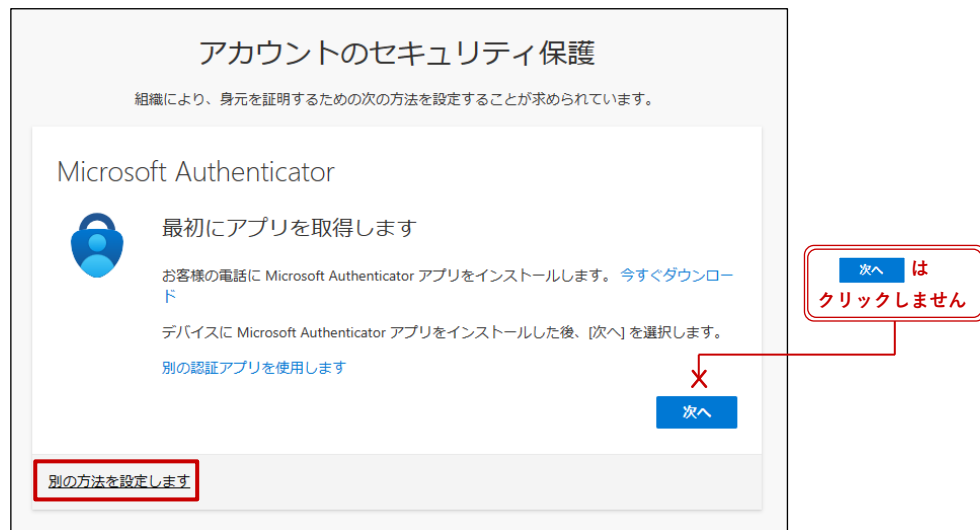 アカウントのセキュリティ保護
組織により、身元を証明するための次の方法を設定することが求められています。
Microsoft Authenticator
最初にアプリを取得します
お客様の電話に Microsoft Authenticator アプリをインストールします。 今すぐダウンロー
ド
デバイスに Microsoft Authenticator アプリをインストールした後、[次へ] を選択します。
別の認証アプリを使用します
次へ
別の方法を設定します
次へ は
クリックしません